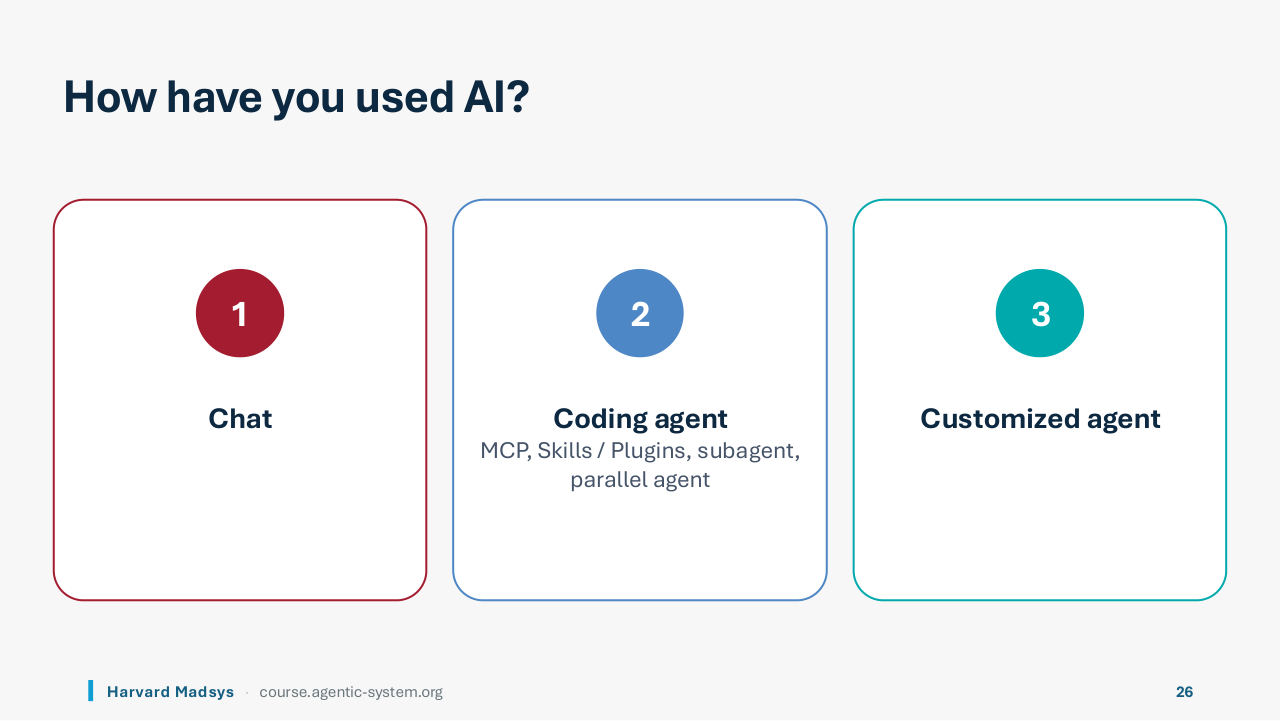 How have you used AI?
1
Chat
2
Coding agent
MCP, Skills / Plugins, subagent,
parallel agent
3
Customized agent
Harvard Madsys · course.agentic-system.org
26